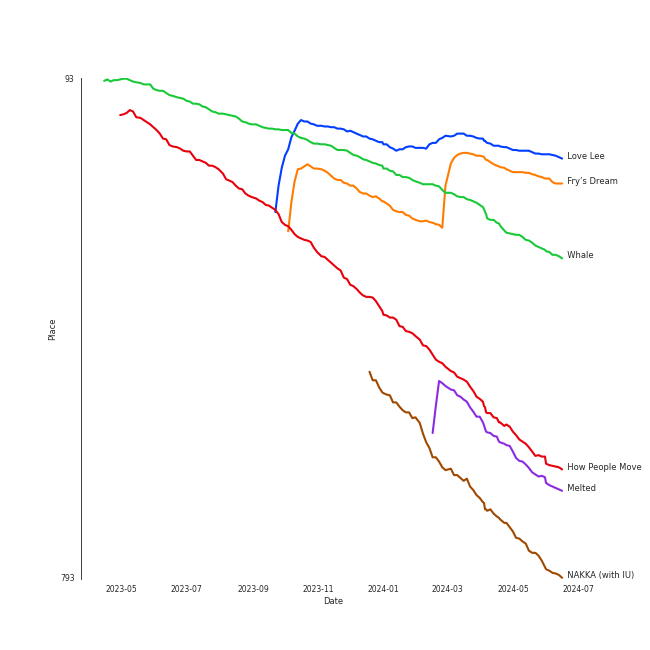 93
Love Lee
Fry's Dream
Whale
Place
How People Move
Melted
NAKKA (with IU)
793
2023-05 2023-07 2023-09 2023-11 2024-01 2024-03 2024-05 2024-07
Date